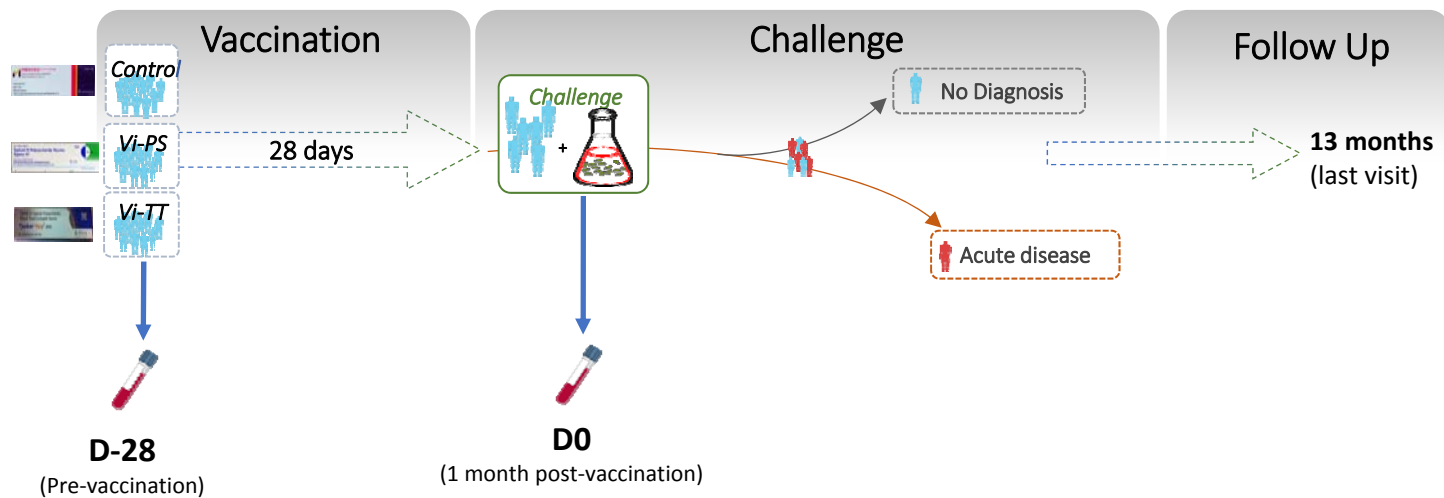 Vaccination
Challenge
Follow Up
Control
Vi-PS
Vi-TT
28 days
Challenge
+
No Diagnosis
Acute disease
13 months
(last visit)
D-28
(Pre-vaccination)
D0
(1 month post-vaccination)